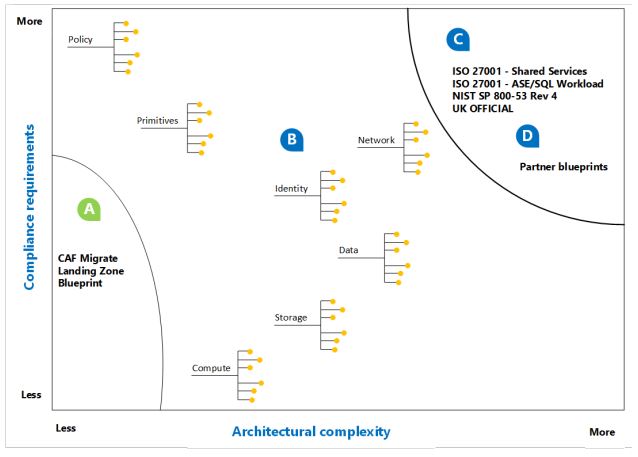 More
Policy
C
ISO 27001 - Shared Services
ISO 27001 - ASE/SQL Workload
NIST SP 800-53 Rev 4
UK OFFICIAL
Primitives
B
Network
D
Partner blueprints
Compliance requirements
Identity
A
CAF Migrate
Landing Zone
Blueprint
Data
Storage
Compute
Less
Less
Architectural complexity
More